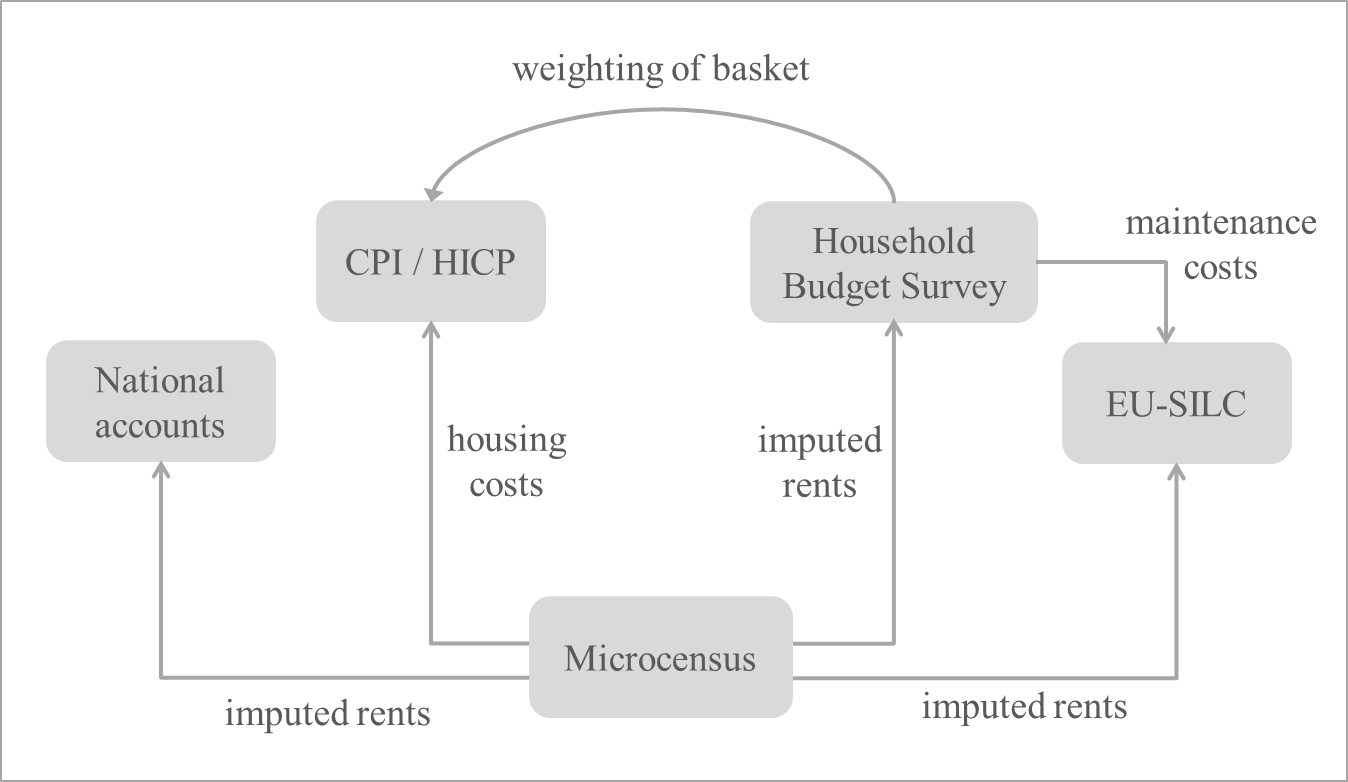 weighting of basket
CPI / HICP
Household
Budget Survey
maintenance
costs
National
accounts
EU-SILC
housing
costs
imputed
rents
Microcensus
imputed rents
imputed rents